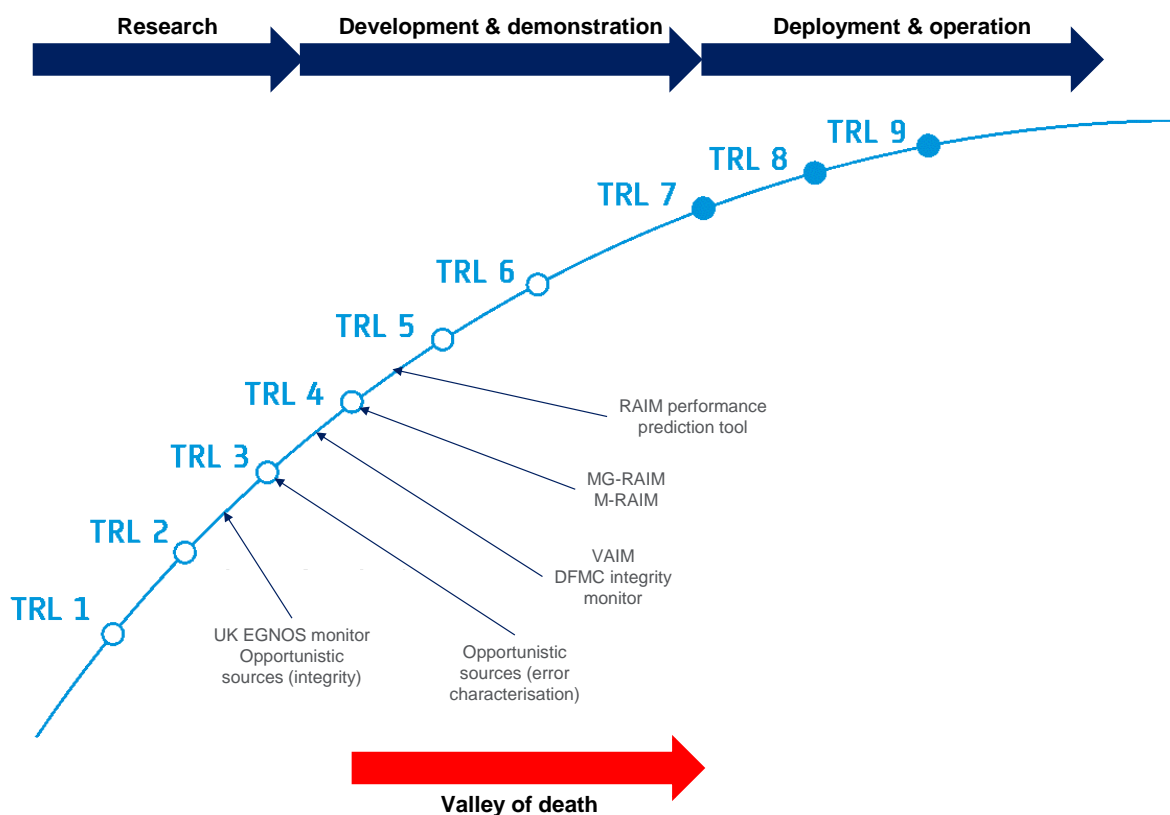 Research
Development & demonstration
Deployment & operation
TRL 9
TRL 8
TRL 7
TRL 6
TRL 5
TRL 4
TRL 3
TRL 2
TRL 1
RAIM performance
prediction tool
MG-RAIM
M-RAIM
VAIM
DFMC integrity
monitor
UK EGNOS monitor
Opportunistic
sources (integrity)
Opportunistic
sources (error
characterisation)
Valley of death